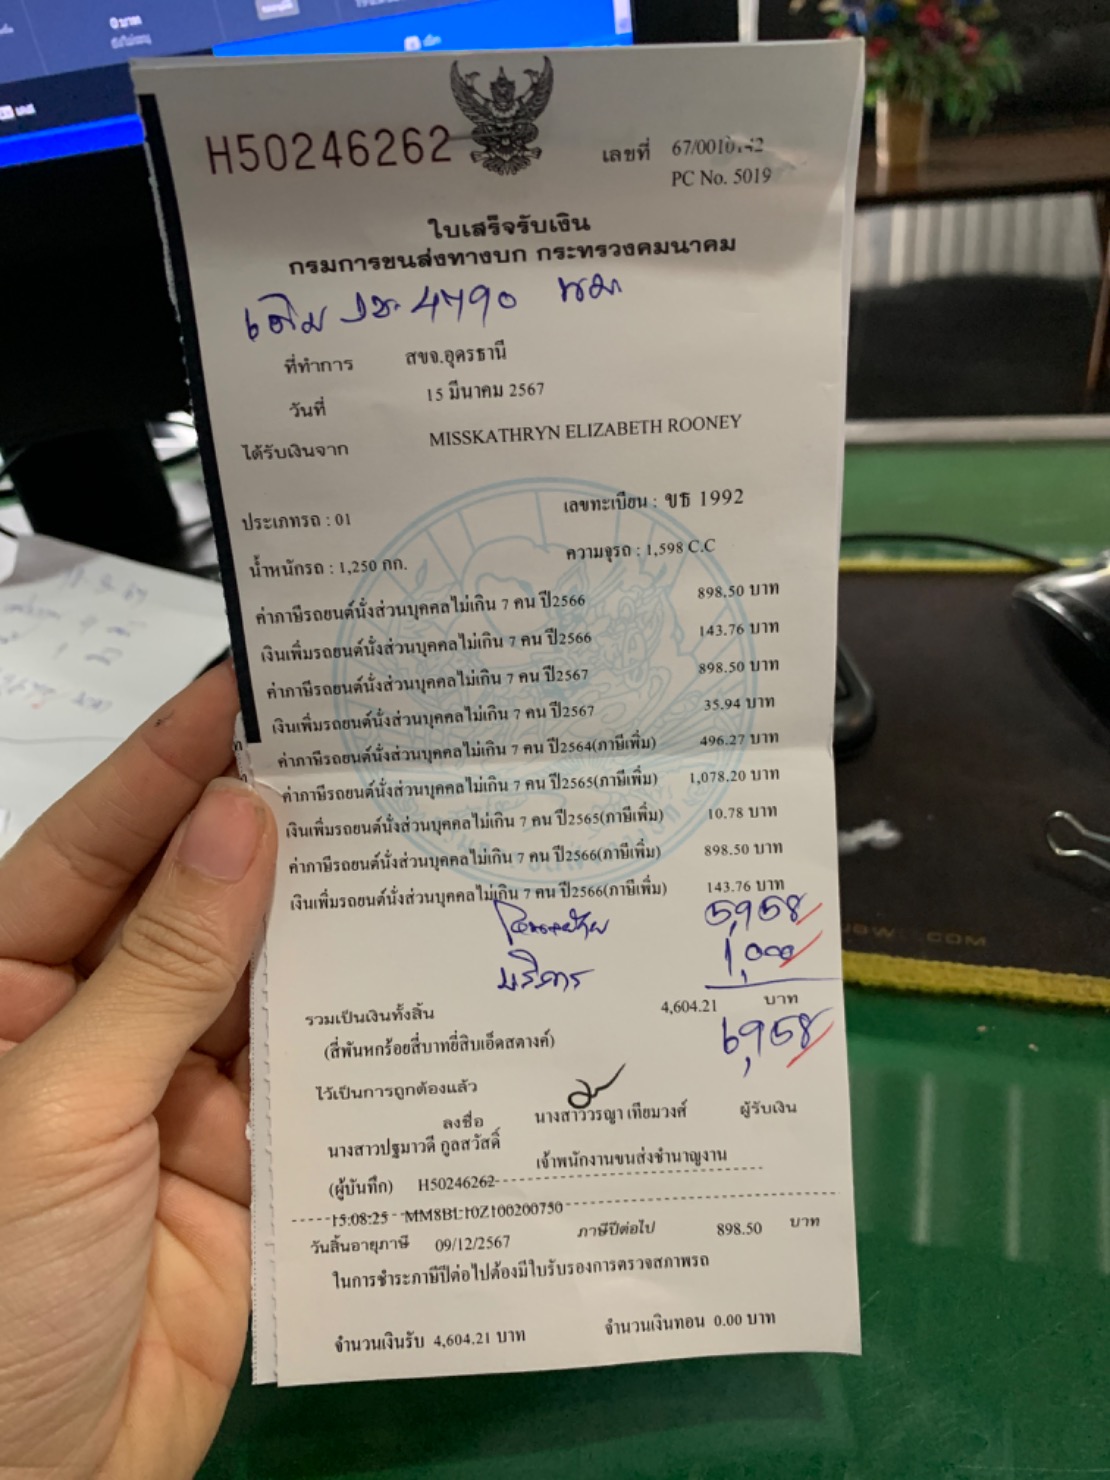 0 บาท
H50246262
เลขที่ 67/0010142
PC No. 5019
ใบเสร็จรับเงิน
กรมการขนส่งทางบก กระทรวงคมนาคม
เดิม 4790
ที่ทำการ สขจ.อุดรธานี
วันที่ 15 มีนาคม 2567
ได้รับเงินจาก MISSKATHRYN ELIZABETH ROONEY
ประเภทรถ : 01 เลขทะเบียน : ขธ 1992
น้ำหนักรถ : 1,250 กก. ความจุรถ : 1,598 C.C
ค่าภาษีรถยนต์นั่งส่วนบุคคลไม่เกิน 7 คน ปี2566 898.50 บาท
เงินเพิ่มรถยนต์นั่งส่วนบุคคลไม่เกิน 7 คน ปี2566 143.76 บาท
ค่าภาษีรถยนต์นั่งส่วนบุคคลไม่เกิน 7 คน ปี2567 898.50 บาท
เงินเพิ่มรถยนต์นั่งส่วนบุคคลไม่เกิน 7 คน ปี2567 35.94 บาท
ค่าภาษีรถยนต์นั่งส่วนบุคคลไม่เกิน 7 คน ปี2564(ภาษีเพิ่ม) 496.27 บาท
ค่าภาษีรถยนต์นั่งส่วนบุคคลไม่เกิน 7 คน ปี2565(ภาษีเพิ่ม) 1,078.20 บาท
เงินเพิ่มรถยนต์นั่งส่วนบุคคลไม่เกิน 7 คน ปี2565(ภาษีเพิ่ม) 10.78 บาท
ค่าภาษีรถยนต์นั่งส่วนบุคคลไม่เกิน 7 คน ปี2566(ภาษีเพิ่ม) 898.50 บาท
เงินเพิ่มรถยนต์นั่งส่วนบุคคลไม่เกิน 7 คน ปี2566(ภาษีเพิ่ม) 143.76 บาท
5,958
บริการ 1,000
รวมเป็นเงินทั้งสิ้น 4,604.21 บาท
(สี่พันหกร้อยสี่บาทยี่สิบเอ็ดสตางค์) 6,958
ไว้เป็นการถูกต้องแล้ว
ลงชื่อ นางสาววรญา เทียมวงศ์ ผู้รับเงิน
นางสาวปฐมาวดี กูลสวัสดิ์ เจ้าพนักงานขนส่งชำนาญงาน
(ผู้บันทึก) H50246262
15:08:25 MM8BL10Z100200750
วันสิ้นอายุภาษี 09/12/2567 ภาษีปีต่อไป 898.50 บาท
ในการชำระภาษีปีต่อไปต้องมีใบรับรองการตรวจสภาพรถ
จำนวนเงินรับ 4,604.21 บาท จำนวนเงินทอน 0.00 บาท